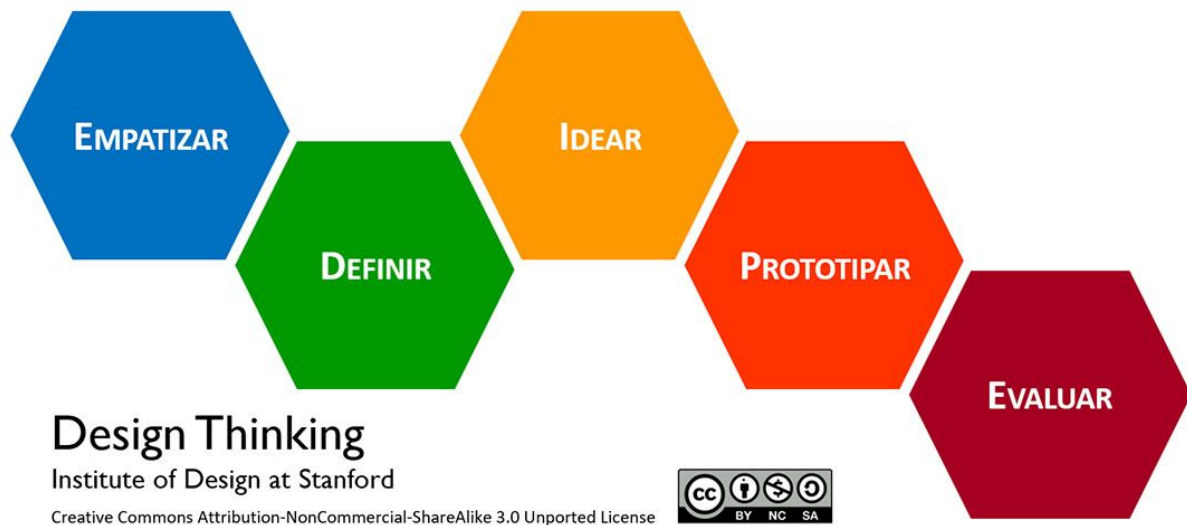 EMPATIZAR
DEFINIR
IDEAR
PROTOTIPAR
EVALUAR
Design Thinking
Institute of Design at Stanford
Creative Commons Attribution-NonCommercial-ShareAlike 3.0 Unported License
cc
BY NC SA